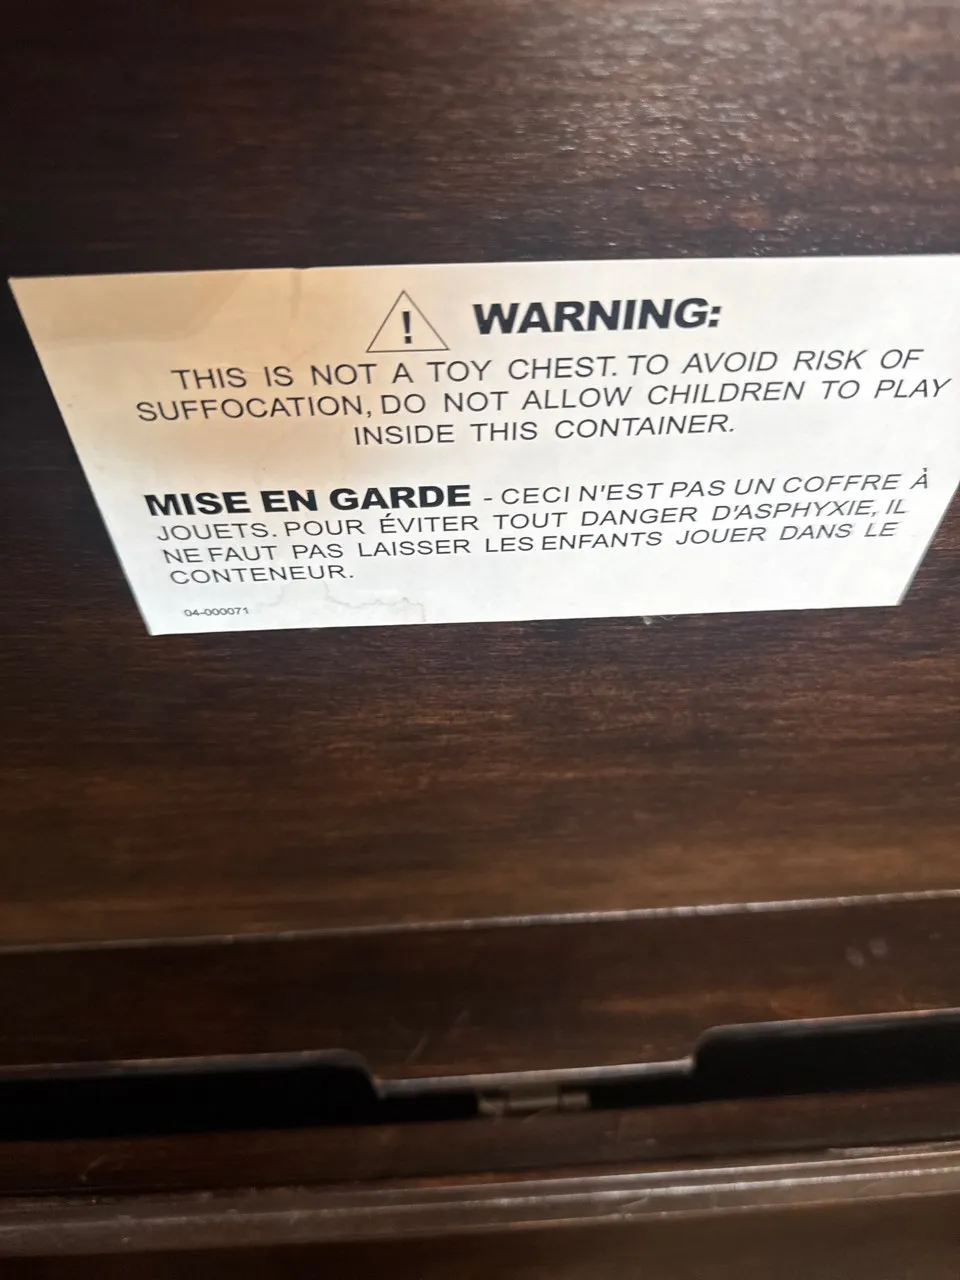 WARNING:
THIS IS NOT A TOY CHEST. TO AVOID RISK OF
SUFFOCATION, DO NOT ALLOW CHILDREN TO PLAY
INSIDE THIS CONTAINER.
MISE EN GARDE - CECI N'EST PAS UN COFFRE À
JOUETS. POUR ÉVITER TOUT DANGER D'ASPHYXIE, IL
NE FAUT PAS LAISSER LES ENFANTS JOUER DANS LE
CONTENEUR.
04-000071